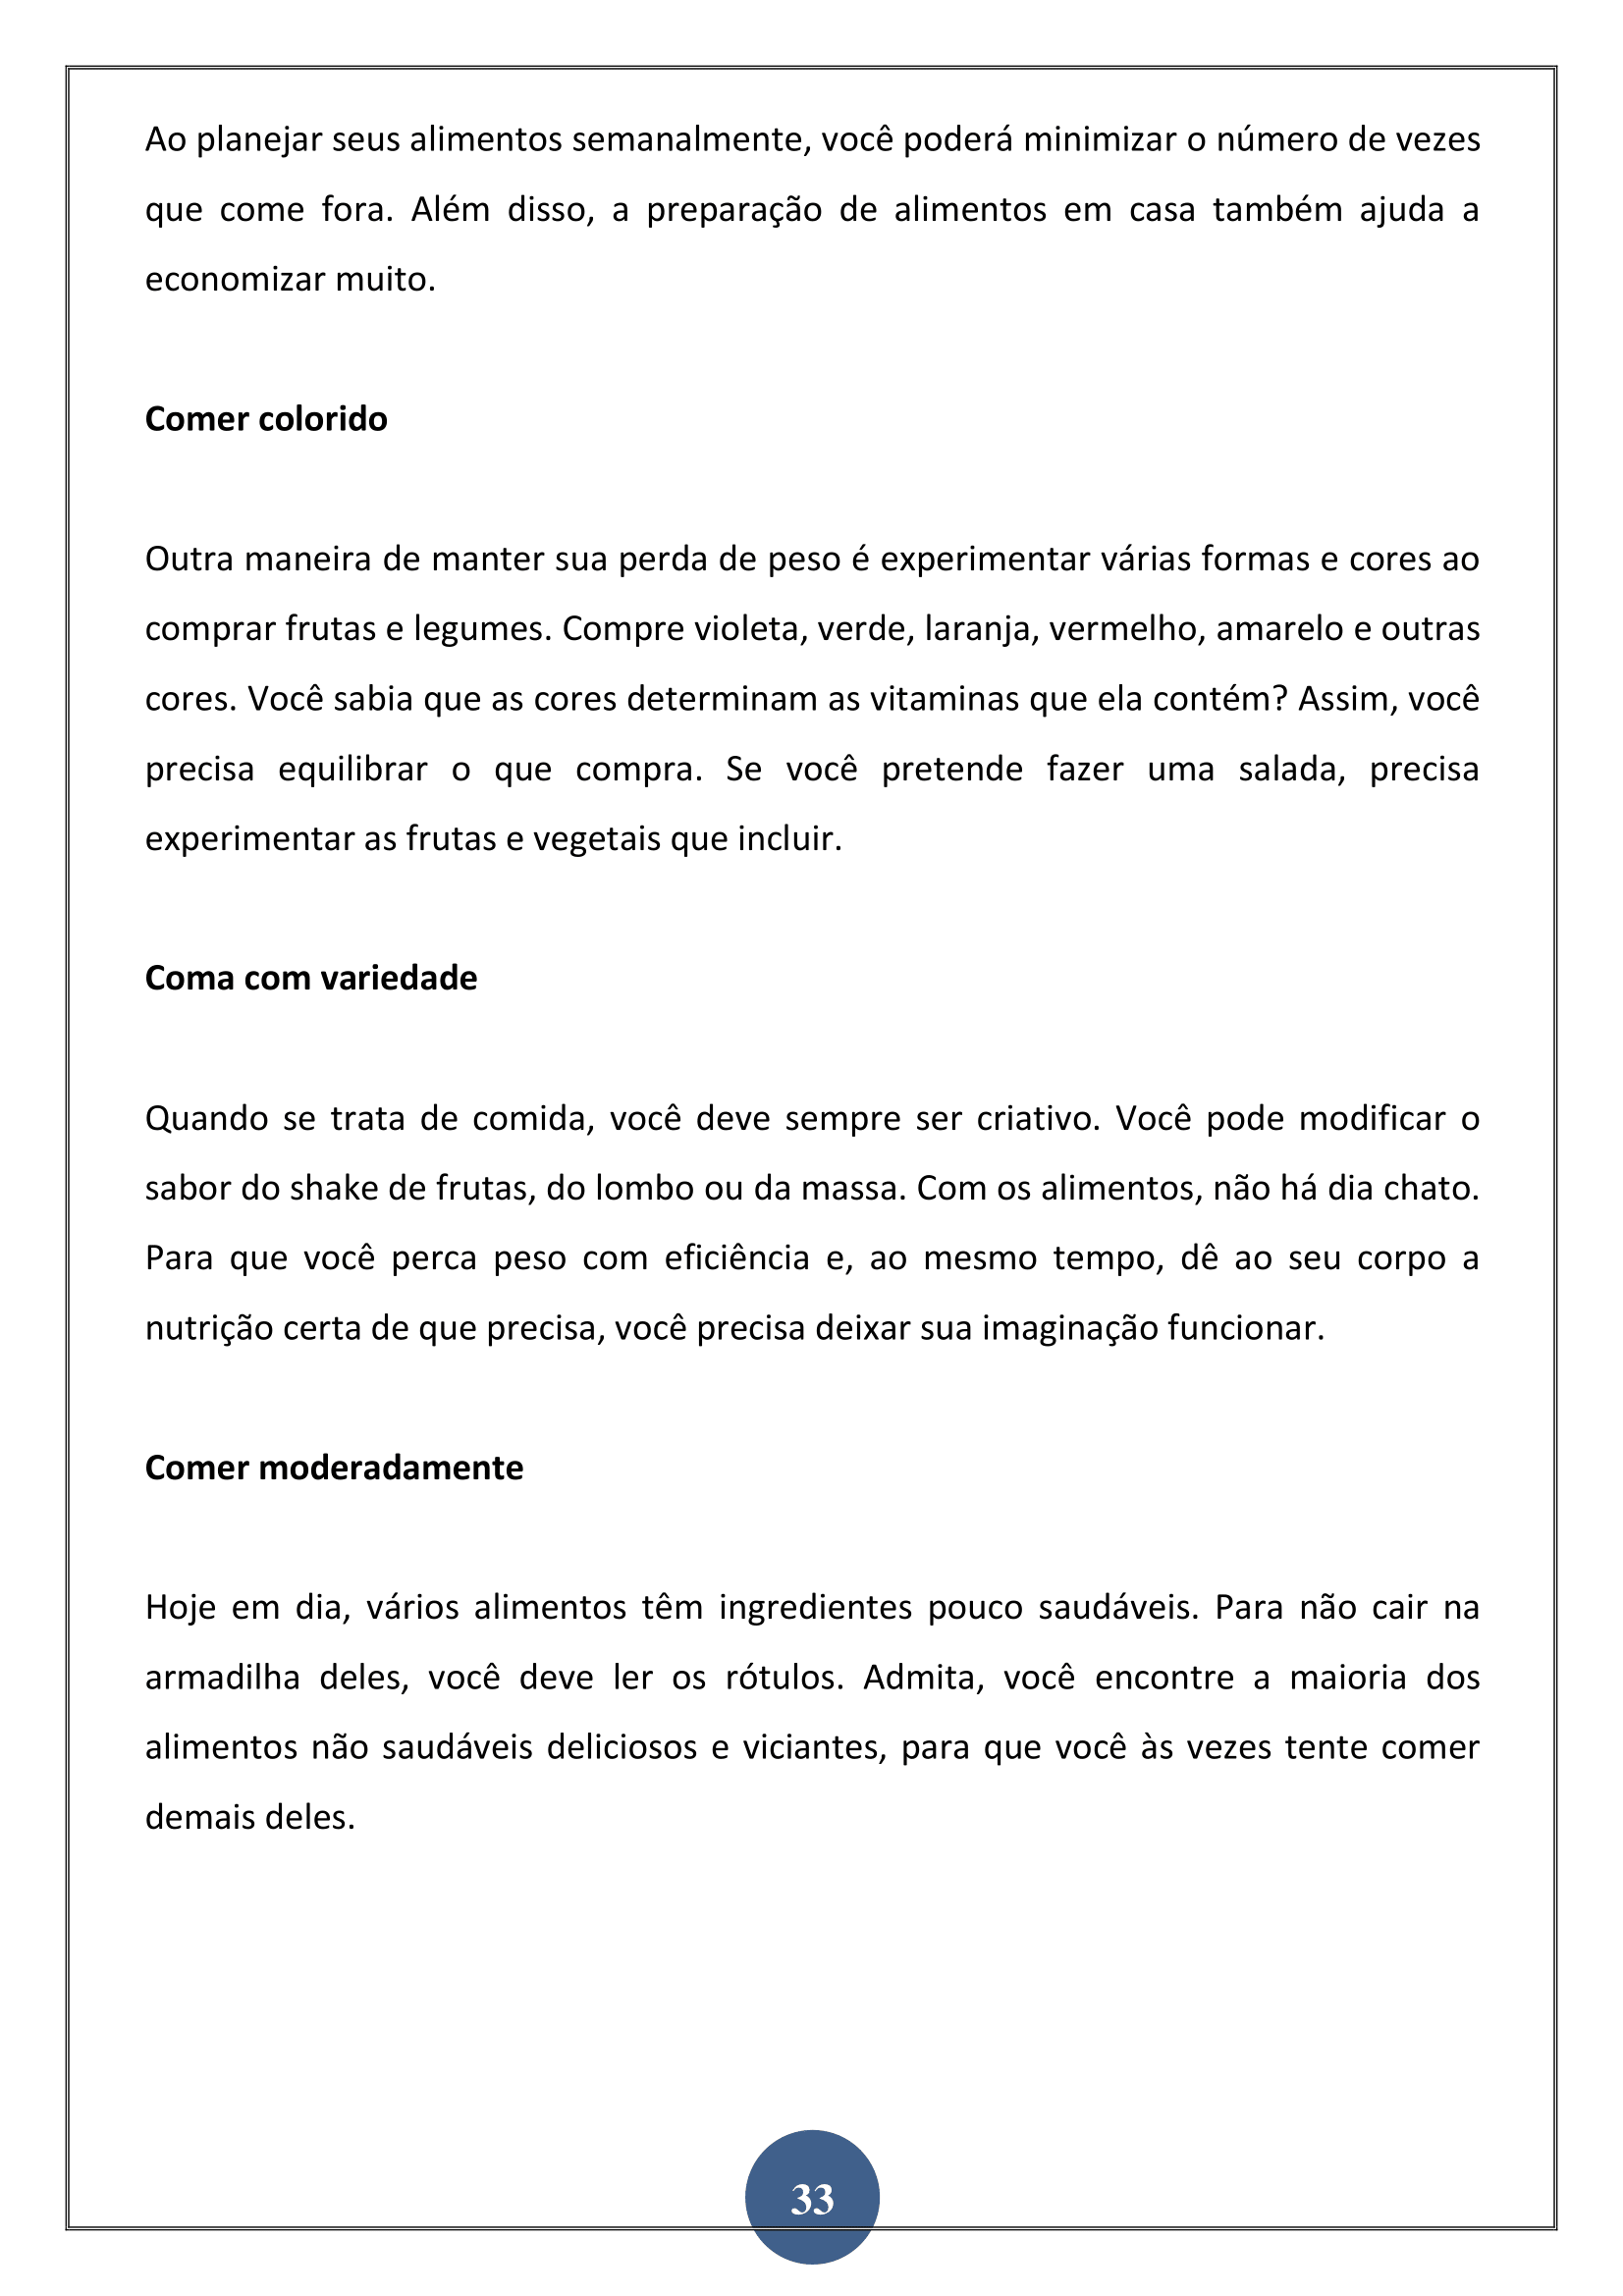 Ao planejar seus alimentos semanalmente, você poderá minimizar o número de vezes
que come fora. Além disso, a preparação de alimentos em casa também ajuda a
economizar muito.
Comer colorido
Outra maneira de manter sua perda de peso é experimentar várias formas e cores ao
comprar frutas e legumes. Compre violeta, verde, laranja, vermelho, amarelo e outras
cores. Você sabia que as cores determinam as vitaminas que ela contém? Assim, você
precisa equilibrar o que compra. Se você pretende fazer uma salada, precisa
experimentar as frutas e vegetais que incluir.
Coma com variedade
Quando se trata de comida, você deve sempre ser criativo. Você pode modificar o
sabor do shake de frutas, do lombo ou da massa. Com os alimentos, não há dia chato.
Para que você perca peso com eficiência e, ao mesmo tempo, dê ao seu corpo a
nutrição certa de que precisa, você precisa deixar sua imaginação funcionar.
Comer moderadamente
Hoje em dia, vários alimentos têm ingredientes pouco saudáveis. Para não cair na
armadilha deles, você deve ler os rótulos. Admita, você encontre a maioria dos
alimentos não saudáveis deliciosos e viciantes, para que você às vezes tente comer
demais deles.
33